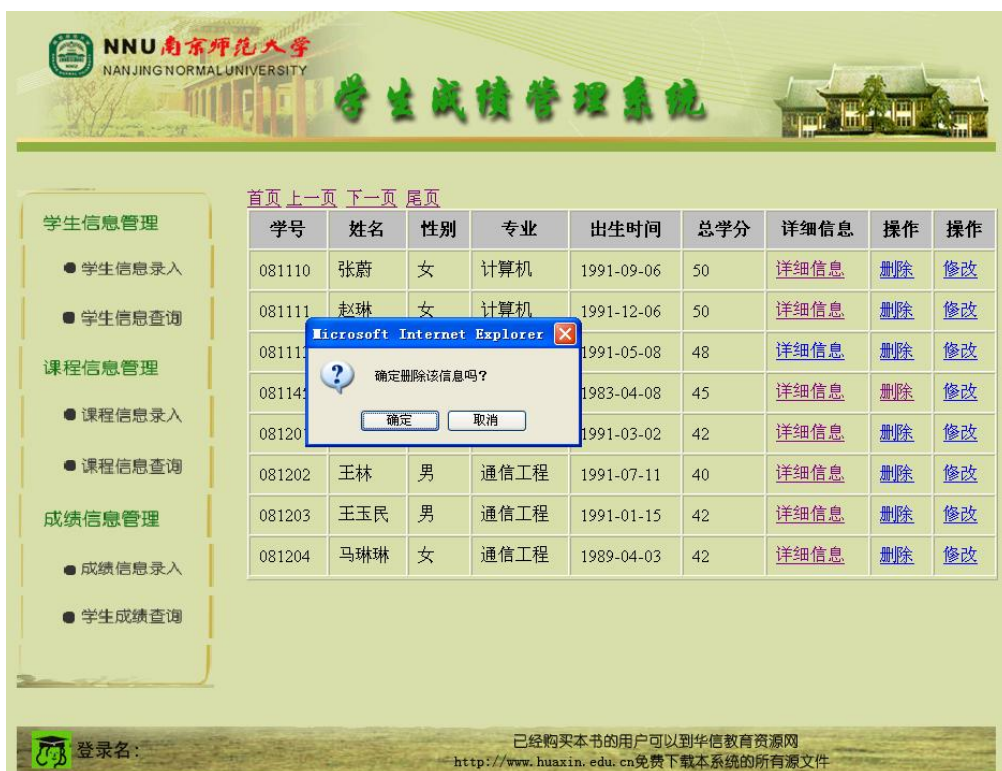 NNU南京师范大学
NANJING NORMAL UNIVERSITY
学生成绩管理系统
首页 上一页 下一页 尾页
学生信息管理
学生信息录入
学生信息查询
课程信息管理
课程信息录入
课程信息查询
成绩信息管理
成绩信息录入
学生成绩查询
学号 姓名 性别 专业 出生时间 总学分 详细信息 操作 操作
081110 张蔚 女 计算机 1991-09-06 50 详细信息 删除 修改
081111 赵琳 女 计算机 1991-12-06 50 详细信息 删除 修改
1991-05-08 48 详细信息 删除 修改
1983-04-08 45 详细信息 删除 修改
1991-03-02 42 详细信息 删除 修改
081202 王林 男 通信工程 1991-07-11 40 详细信息 删除 修改
081203 王玉民 男 通信工程 1991-01-15 42 详细信息 删除 修改
081204 马琳琳 女 通信工程 1989-04-03 42 详细信息 删除 修改
Microsoft Internet Explorer
确定删除该信息吗?
确定 取消
登录名:
已经购买本书的用户可以到华信教育资源网
http://www.huaxin.edu.cn免费下载本系统的所有源文件